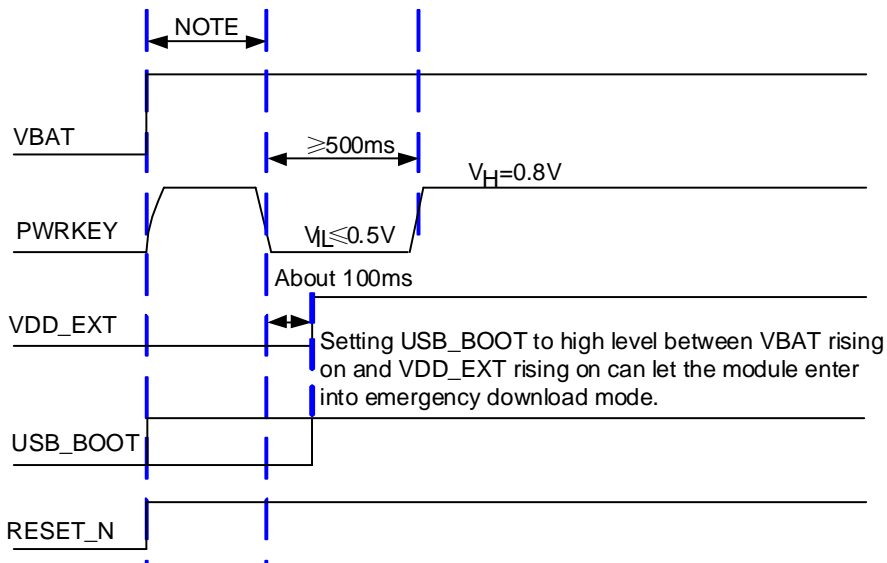 NOTE
VBAT
≥500ms
VH=0.8V
PWRKEY
VIL≤0.5V
About 100ms
VDD_EXT
Setting USB_BOOT to high level between VBAT rising
on and VDD_EXT rising on can let the module enter
into emergency download mode.
USB_BOOT
RESET_N